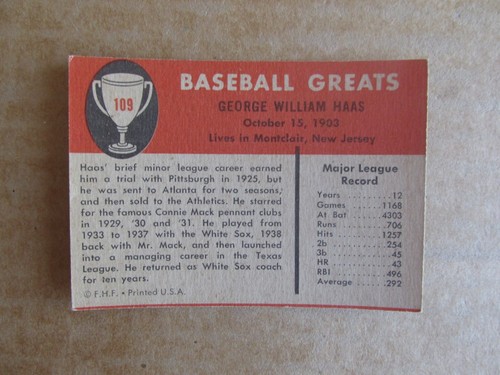 109
BASEBALL GREATS
GEORGE WILLIAM HAAS
October 15, 1903
Lives in Montclair, New Jersey
Haas' brief minor league career earned
him a trial with Pittsburgh in 1925, but
he was sent to Atlanta for two seasons,
and then sold to the Athletics. He starred
for the famous Connie Mack pennant clubs
in 1929, '30 and '31. He played from
1933 to 1937 with the White Sox, 1938
back with Mr. Mack, and then launched
into a managing career in the Texas
League. He returned as White Sox coach
for ten years.
© F.H.F. • Printed U.S.A.
Major League
Record
Years ........12
Games .....1168
At Bat ....4303
Runs .......706
Hits .......1257
2b ..........254
3b ...........45
HR ..........43
RBI .........496
Average ....292